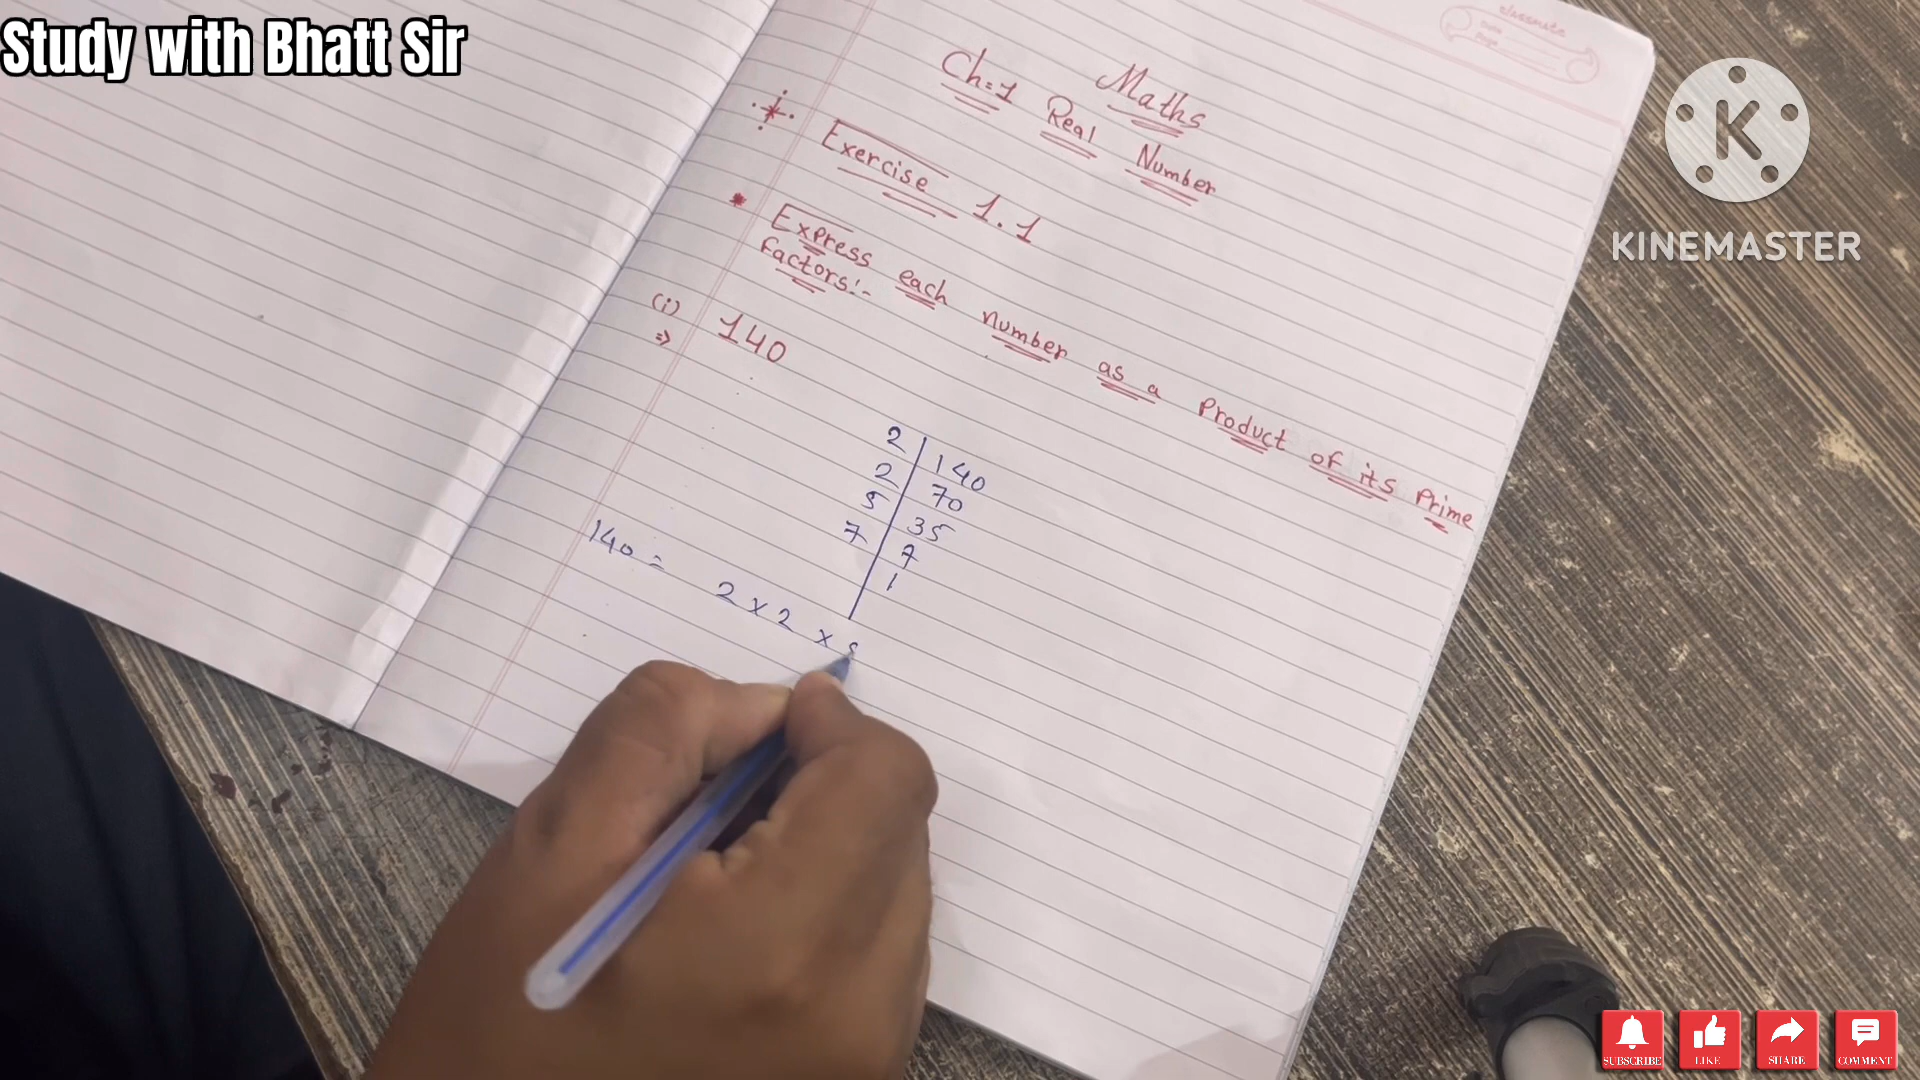 Study with Bhatt Sir
classmate
Maths
Ch=1 Real Number
Exercise 1.1
Express each number as a Product of its Prime
Factors:-
(i) 140
⇒
2 | 140
2 | 70
5 | 35
7 | 7
1
140 = 2 x 2 x 5
K
KINEMASTER
SUBSCRIBE
LIKE
SHARE
COMMENT